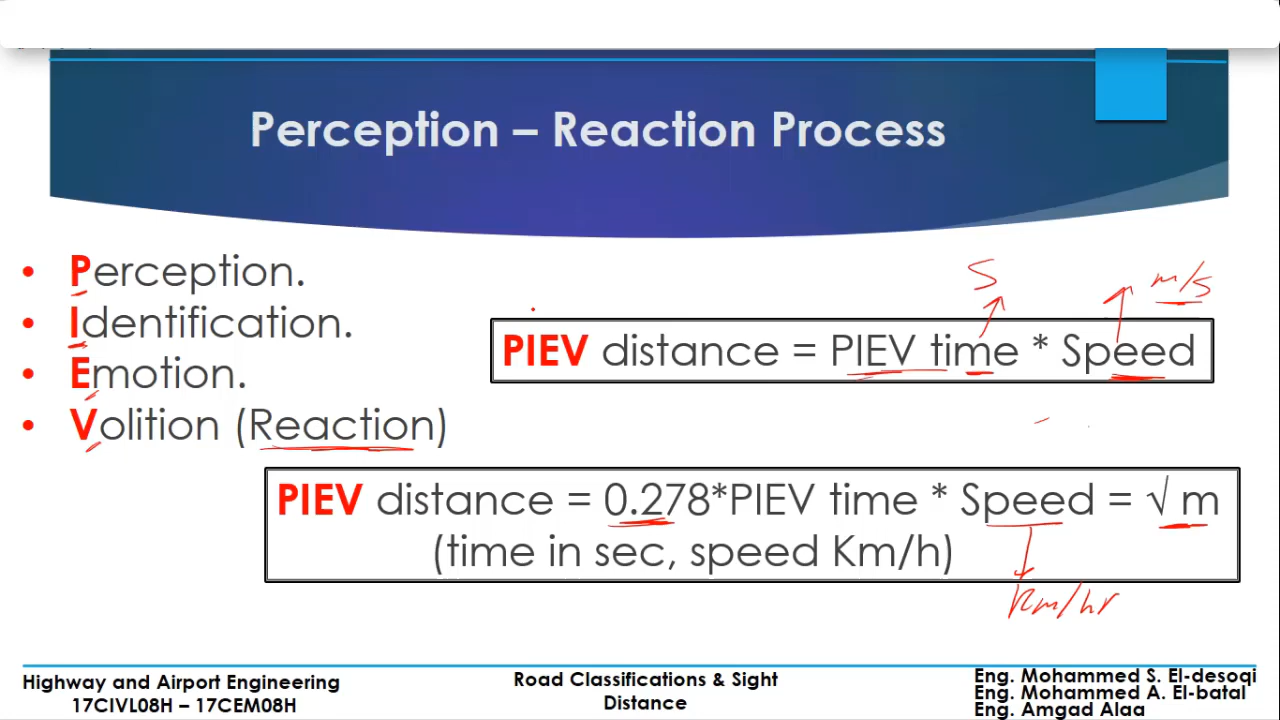 Perception – Reaction Process
• Perception.
• Identification.
• Emotion.
• Volition (Reaction)
S
m/s
PIEV distance = PIEV time * Speed
PIEV distance = 0.278*PIEV time * Speed = √ m
(time in sec, speed Km/h)
Km/hr
Highway and Airport Engineering
17CIVL08H – 17CEM08H
Road Classifications & Sight
Distance
Eng. Mohammed S. El-desoqi
Eng. Mohammed A. El-batal
Eng. Amgad Alaa